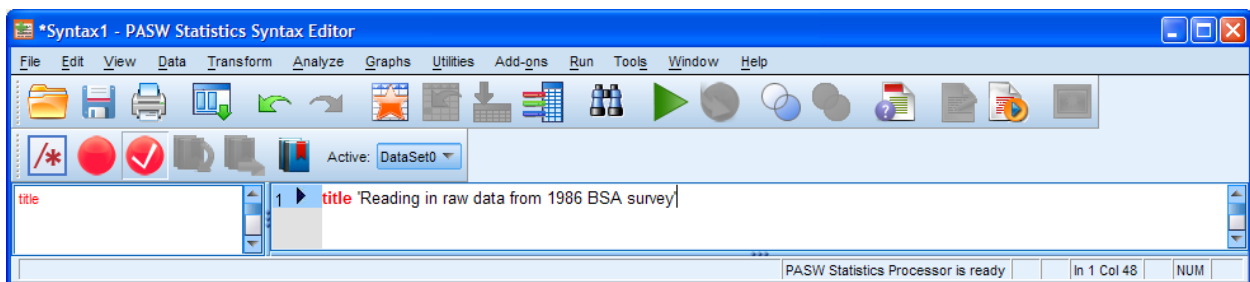 *Syntax1 - PASW Statistics Syntax Editor
File Edit View Data Transform Analyze Graphs Utilities Add-ons Run Tools Window Help
/* Active: DataSet0
title 1 title 'Reading in raw data from 1986 BSA survey'
PASW Statistics Processor is ready In 1 Col 48 NUM